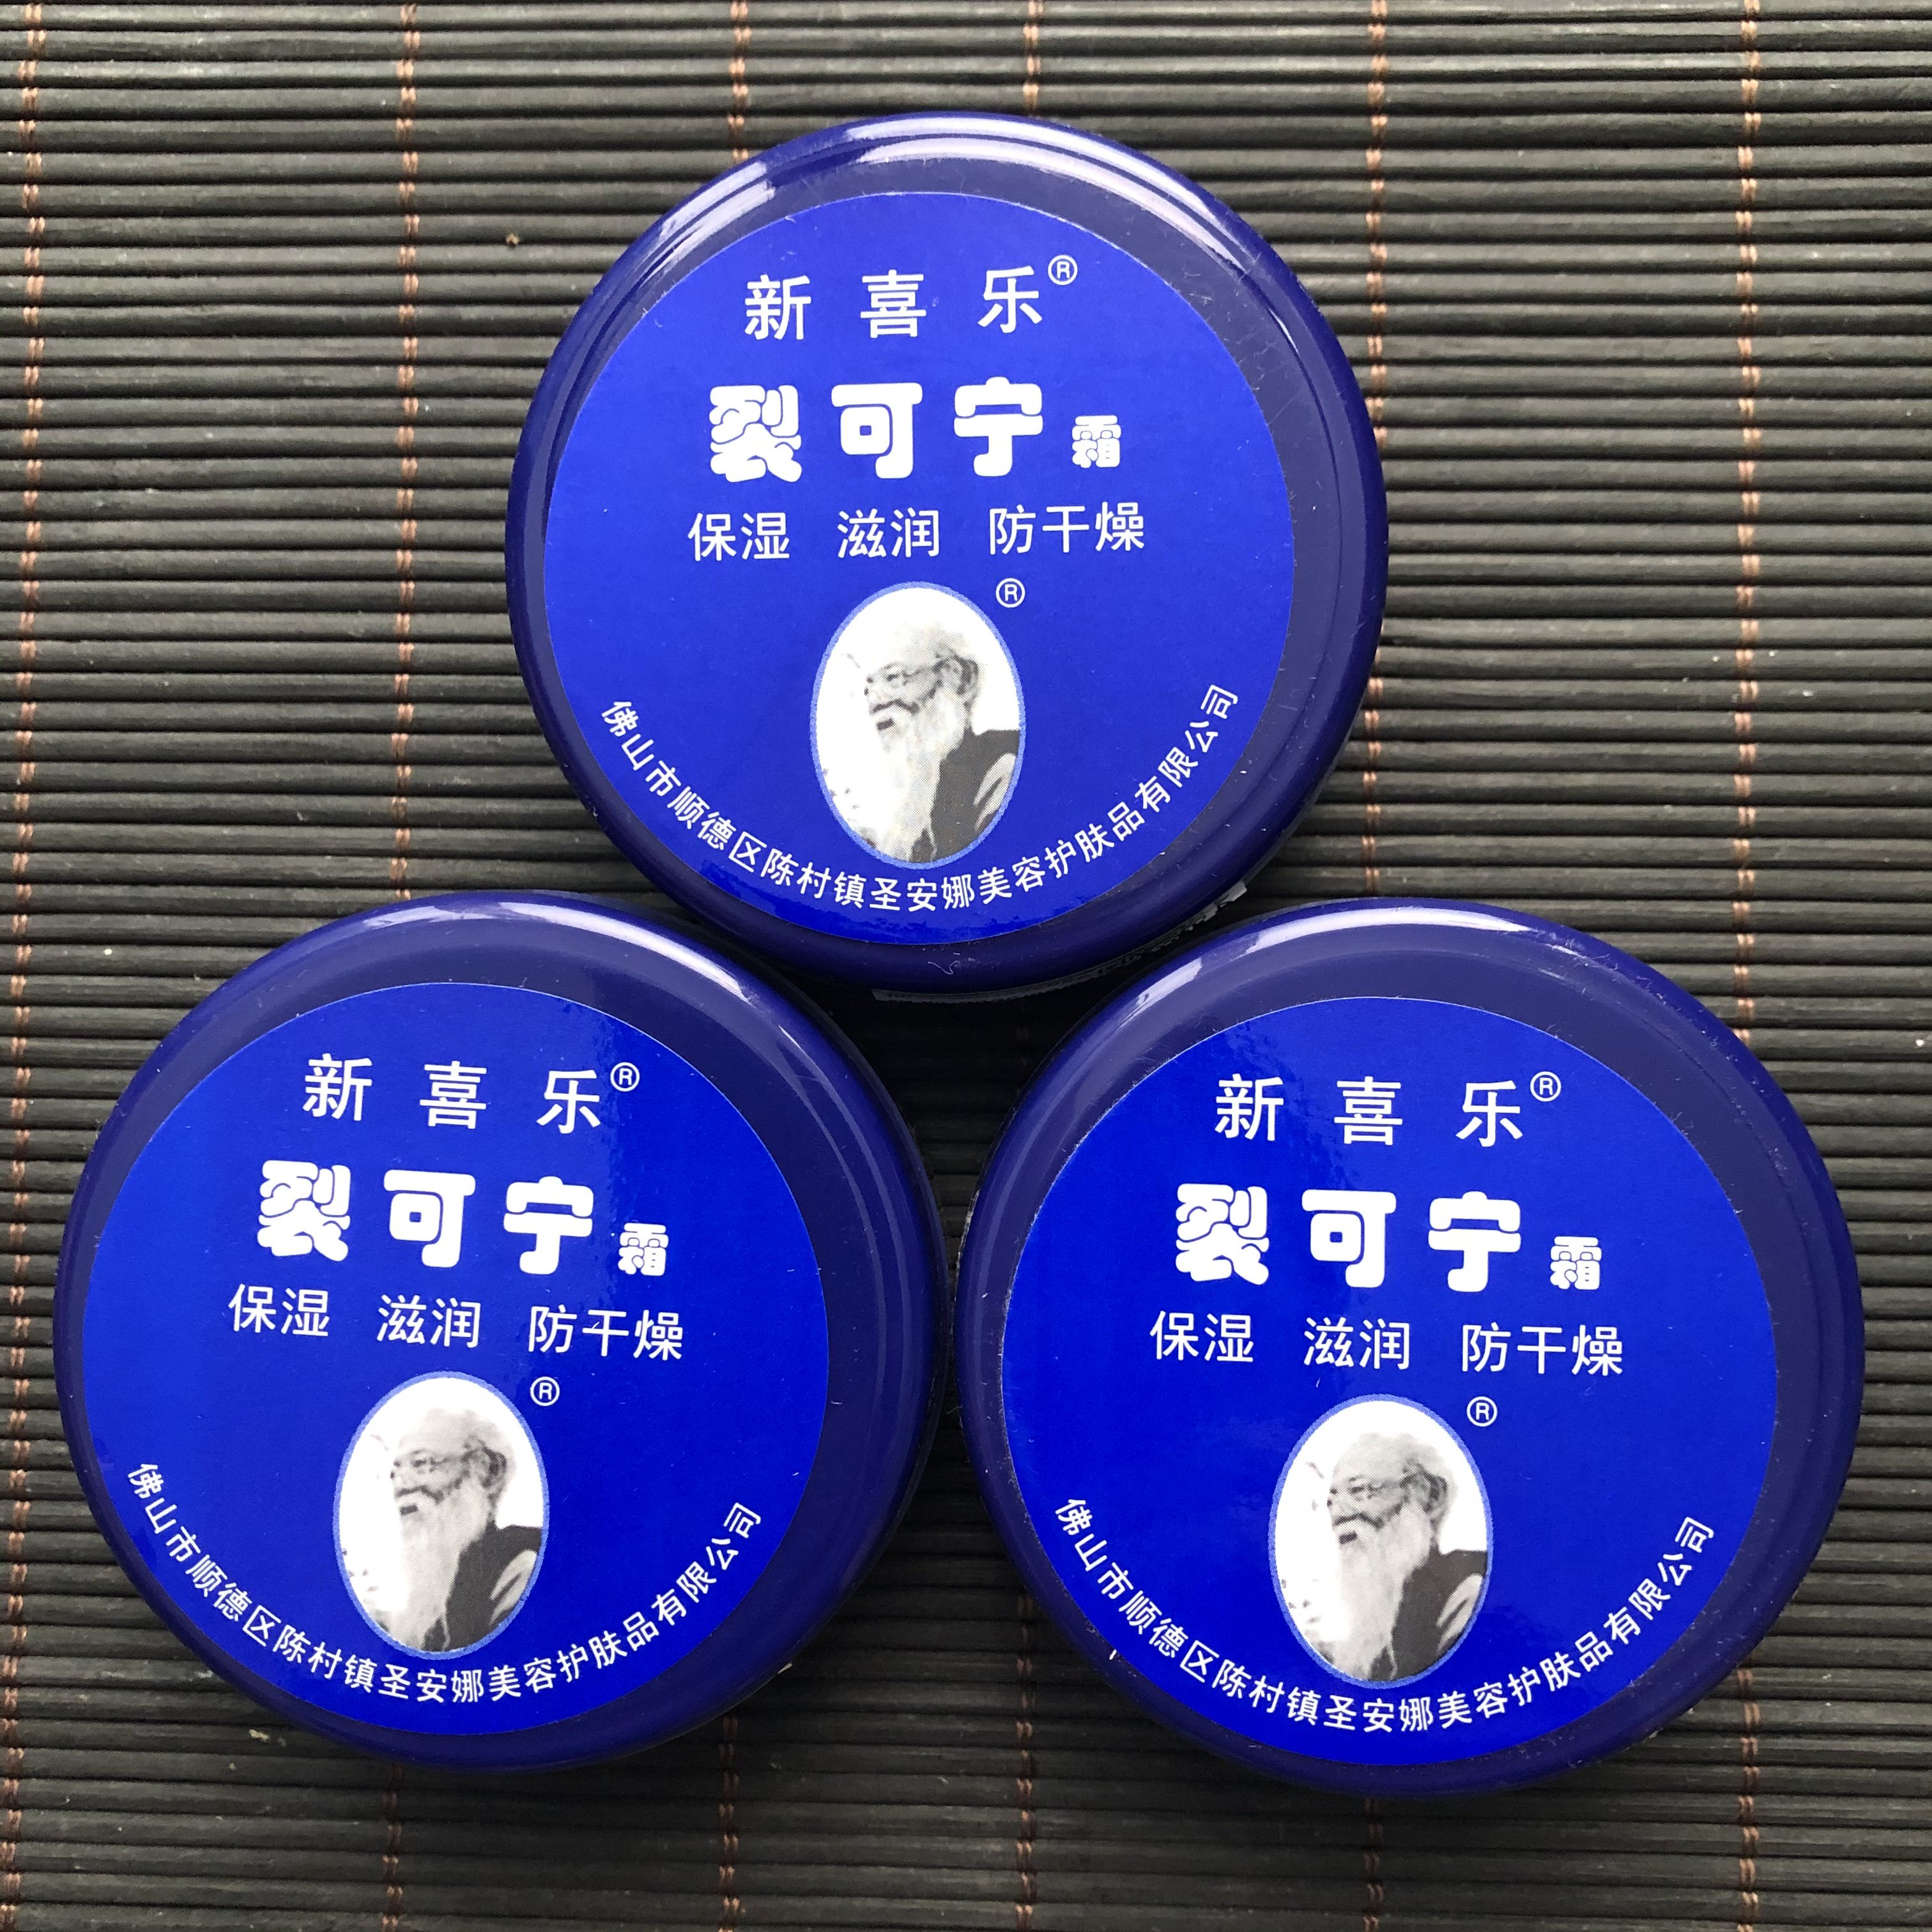 新喜乐®
裂可宁霜
保湿 滋润 防干燥
®
佛山市顺德区陈村镇圣安娜美容护肤品有限公司
新喜乐®
裂可宁霜
保湿 滋润 防干燥
®
佛山市顺德区陈村镇圣安娜美容护肤品有限公司
新喜乐®
裂可宁霜
保湿 滋润 防干燥
®
佛山市顺德区陈村镇圣安娜美容护肤品有限公司